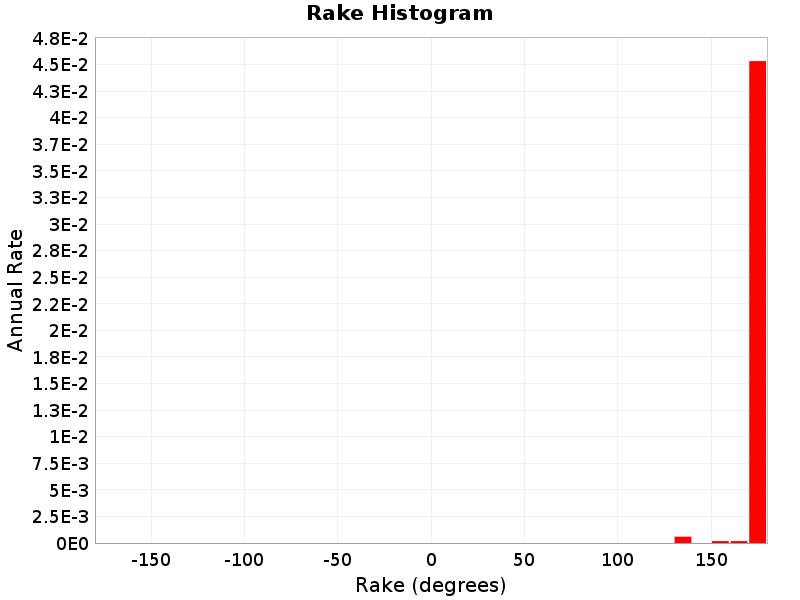 Rake Histogram
4.8E-2
4.5E-2
4.3E-2
4E-2
3.7E-2
3.5E-2
3.3E-2
3E-2
2.8E-2
2.5E-2
2.2E-2
2E-2
1.8E-2
1.5E-2
1.3E-2
1E-2
7.5E-3
5E-3
2.5E-3
0E0
Annual Rate
-150 -100 -50 0 50 100 150
Rake (degrees)